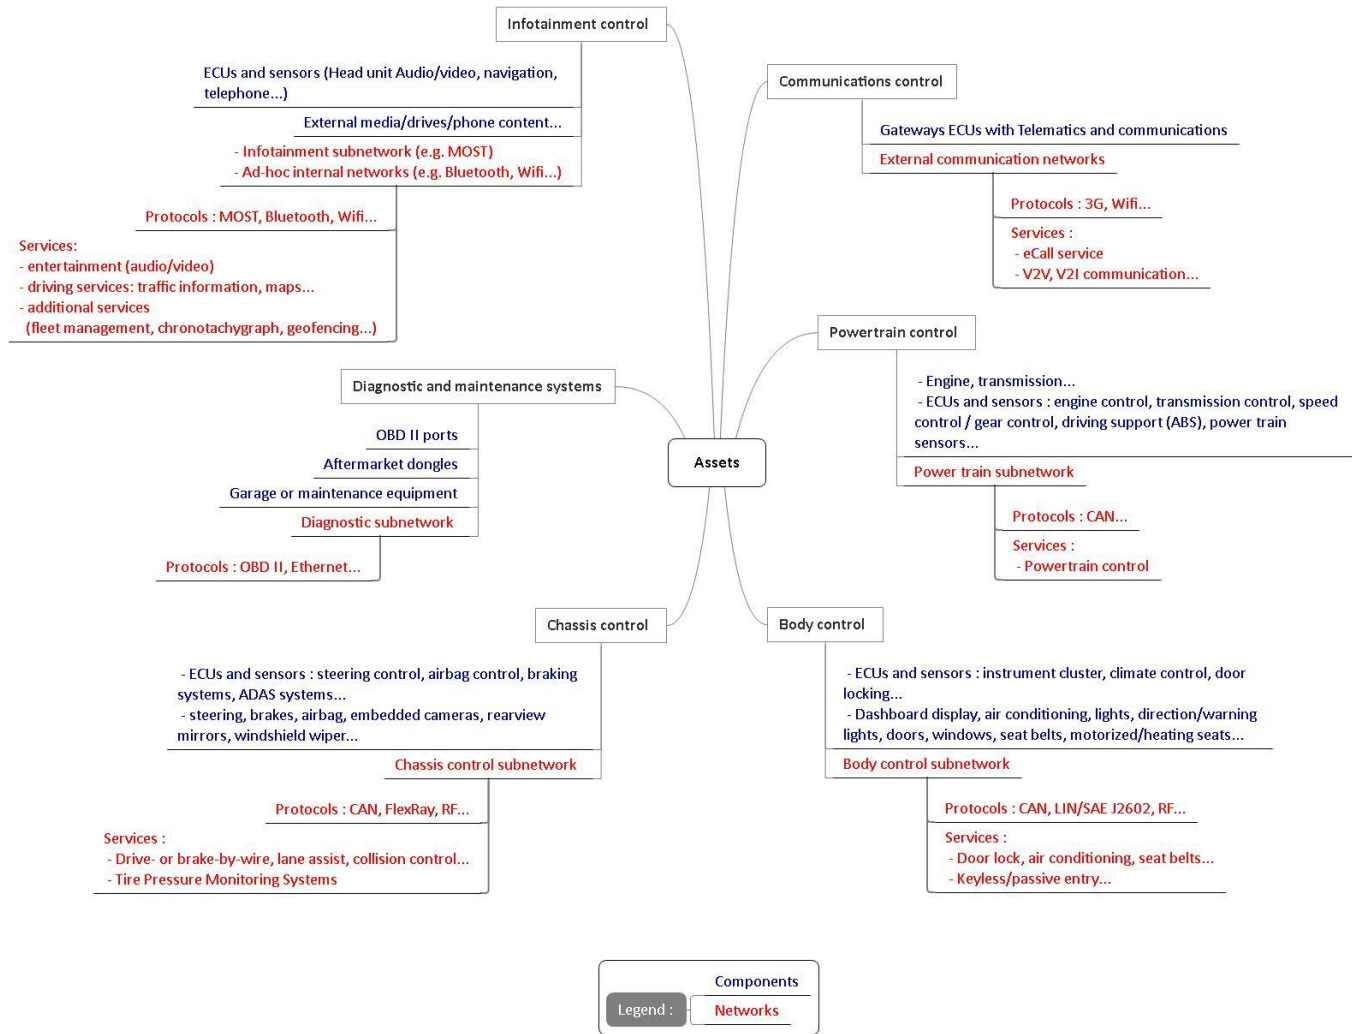 Infotainment control
ECUs and sensors (Head unit Audio/video, navigation,
telephone...)
External media/drives/phone content...
- Infotainment subnetwork (e.g. MOST)
- Ad-hoc internal networks (e.g. Bluetooth, Wifi...)
Protocols : MOST, Bluetooth, Wifi...
Services:
- entertainment (audio/video)
- driving services: traffic information, maps...
- additional services
(fleet management, chronotachygraph, geofencing...)
Communications control
Gateways ECUs with Telematics and communications
External communication networks
Protocols : 3G, Wifi...
Services :
- eCall service
- V2V, V2I communication...
Powertrain control
- Engine, transmission...
- ECUs and sensors : engine control, transmission control, speed
control / gear control, driving support (ABS), power train
sensors...
Power train subnetwork
Protocols : CAN...
Services :
- Powertrain control
Diagnostic and maintenance systems
OBD II ports
Aftermarket dongles
Garage or maintenance equipment
Diagnostic subnetwork
Protocols : OBD II, Ethernet...
Assets
Chassis control
- ECUs and sensors : steering control, airbag control, braking
systems, ADAS systems...
- steering, brakes, airbag, embedded cameras, rearview
mirrors, windshield wiper...
Chassis control subnetwork
Protocols : CAN, FlexRay, RF...
Services :
- Drive- or brake-by-wire, lane assist, collision control...
- Tire Pressure Monitoring Systems
Body control
- ECUs and sensors : instrument cluster, climate control, door
locking...
- Dashboard display, air conditioning, lights, direction/warning
lights, doors, windows, seat belts, motorized/heating seats...
Body control subnetwork
Protocols : CAN, LIN/SAE J2602, RF...
Services :
- Door lock, air conditioning, seat belts...
- Keyless/passive entry...
Legend :
Components
Networks